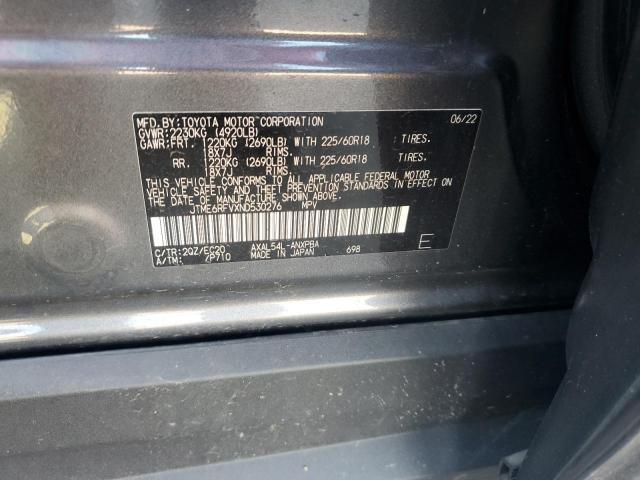 MFD. BY: TOYOTA MOTOR CORPORATION 06/22
GVWR: 2230KG (4920LB)
GAWR: FRT. 1220KG (2690LB) WITH 225/60R18 TIRES.
18X7J RIMS.
RR. 1220KG (2690LB) WITH 225/60R18 TIRES.
18X7J RIMS.
THIS VEHICLE CONFORMS TO ALL APPLICABLE FEDERAL MOTOR
VEHICLE SAFETY AND THEFT PREVENTION STANDARDS IN EFFECT ON
THE DATE OF MANUFACTURE SHOWN ABOVE.
JTME6RFVXND530276 MPV
C/TR: 2QZ/EC20 AXAL54L-ANXPBA
A/TM: /P710 MADE IN JAPAN 698 E